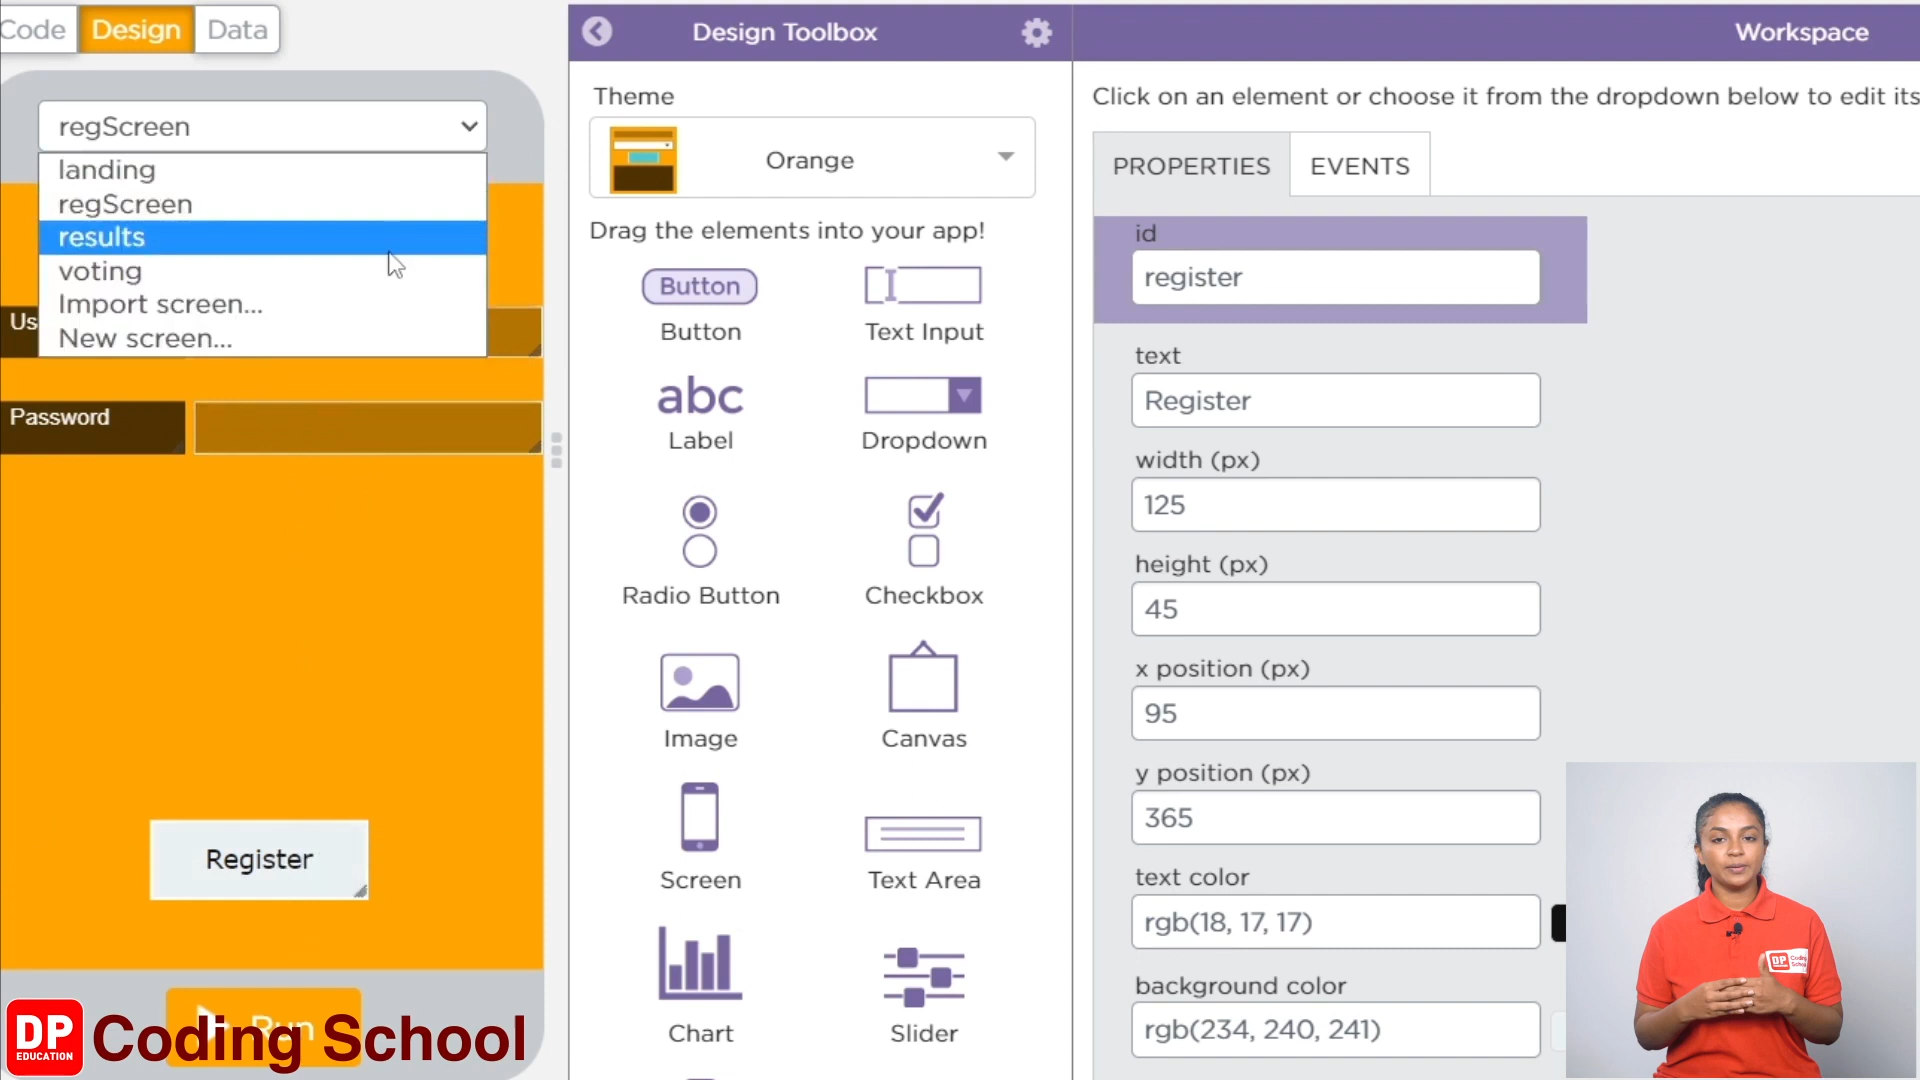 Code
Design
Data
regScreen
landing
regScreen
results
voting
Import screen...
New screen...
Us
Password
Register
Run
DP
EDUCATION
Coding School
Design Toolbox
Theme
Orange
Drag the elements into your app!
Button
Button
Text Input
abc
Label
Dropdown
Radio Button
Checkbox
Image
Canvas
Screen
Text Area
Chart
Slider
Workspace
Click on an element or choose it from the dropdown below to edit its
PROPERTIES
EVENTS
id
register
text
Register
width (px)
125
height (px)
45
x position (px)
95
y position (px)
365
text color
rgb(18, 17, 17)
background color
rgb(234, 240, 241)
DP
Coding
School